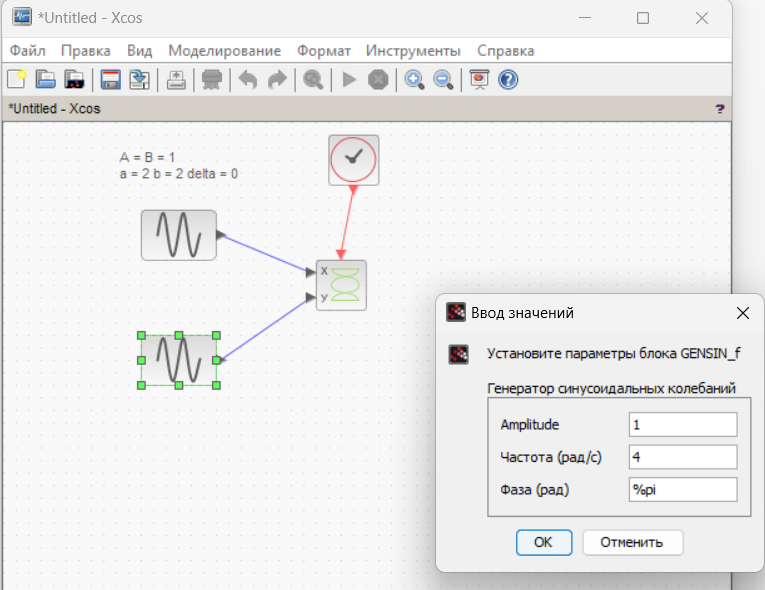 *Untitled - Xcos
Файл Правка Вид Моделирование Формат Инструменты Справка
*Untitled - Xcos ?
A = B = 1
a = 2 b = 2 delta = 0
x
y
Ввод значений
Установите параметры блока GENSIN_f
Генератор синусоидальных колебаний
Amplitude 1
Частота (рад/с) 4
Фаза (рад) %pi
OK Отменить